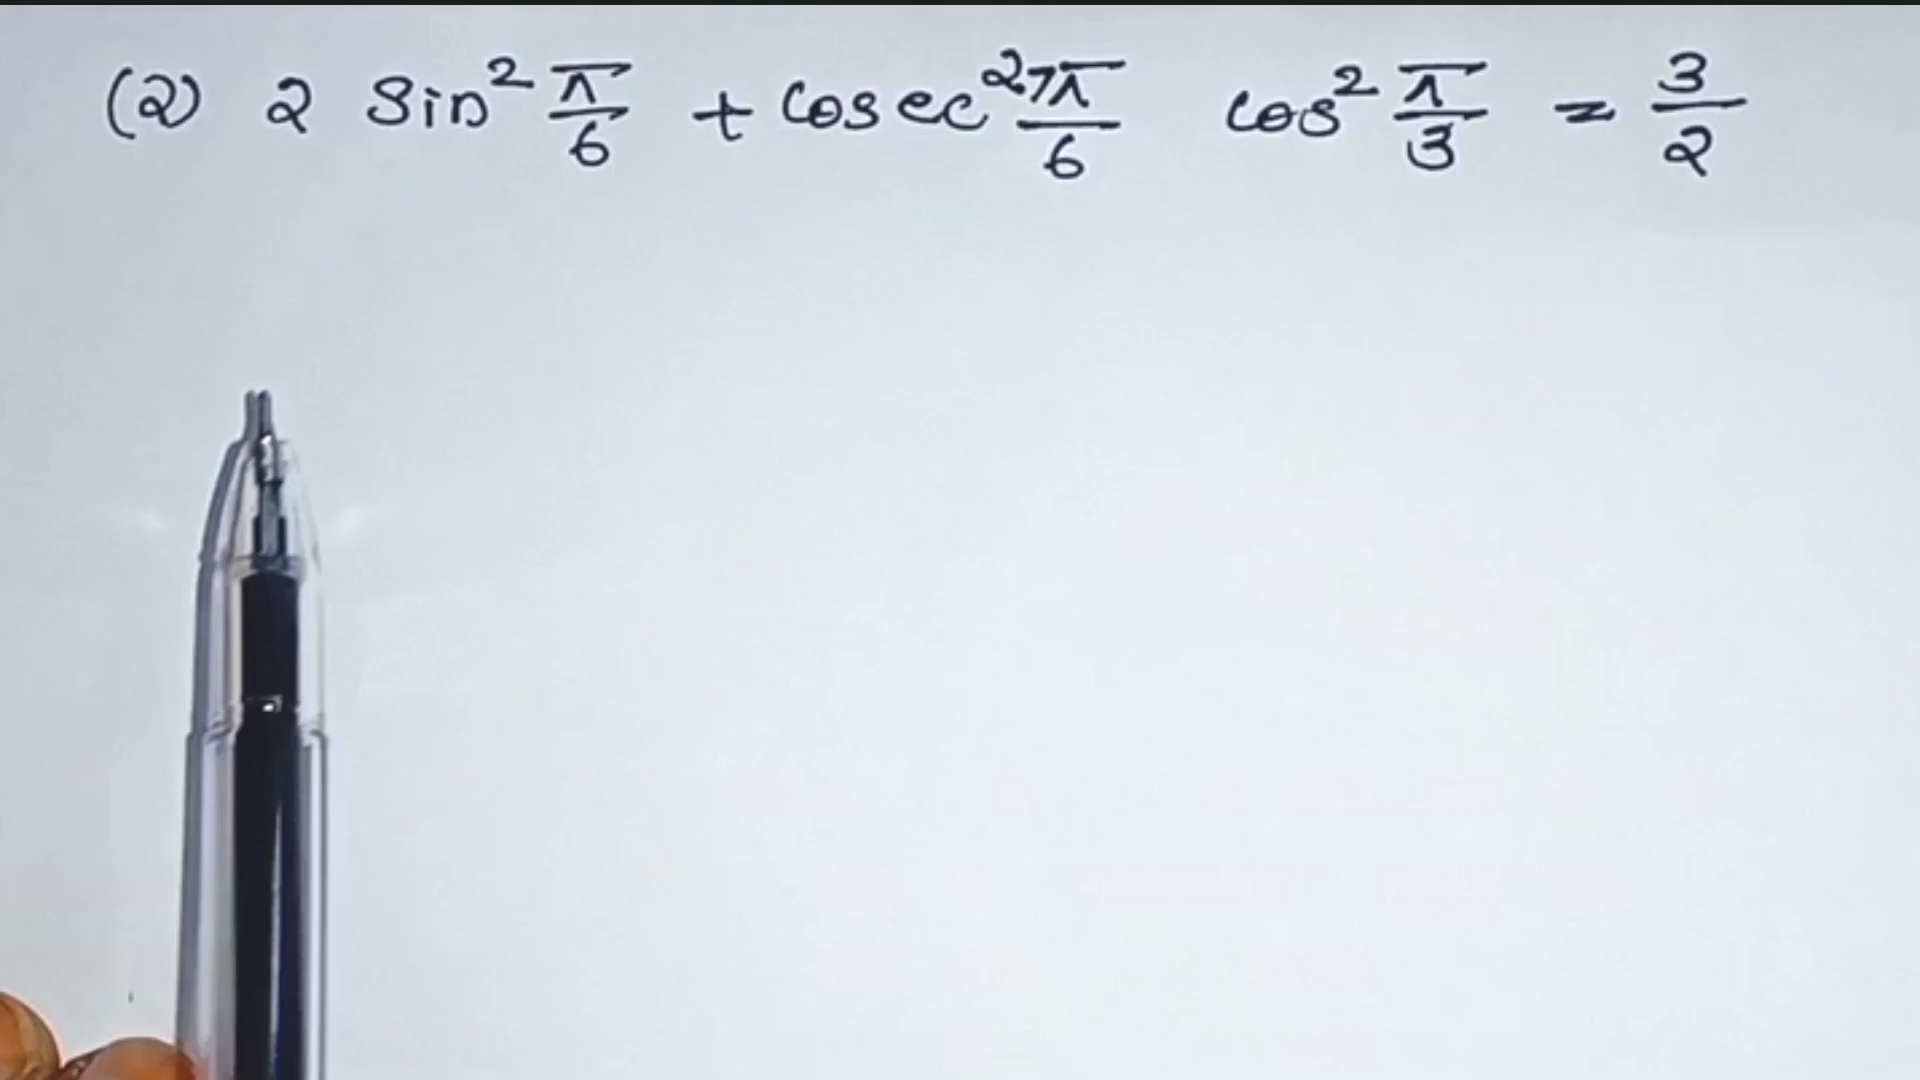 (2) 2 sin² π/6 + cosec² 7π/6 cos² π/3 = 3/2